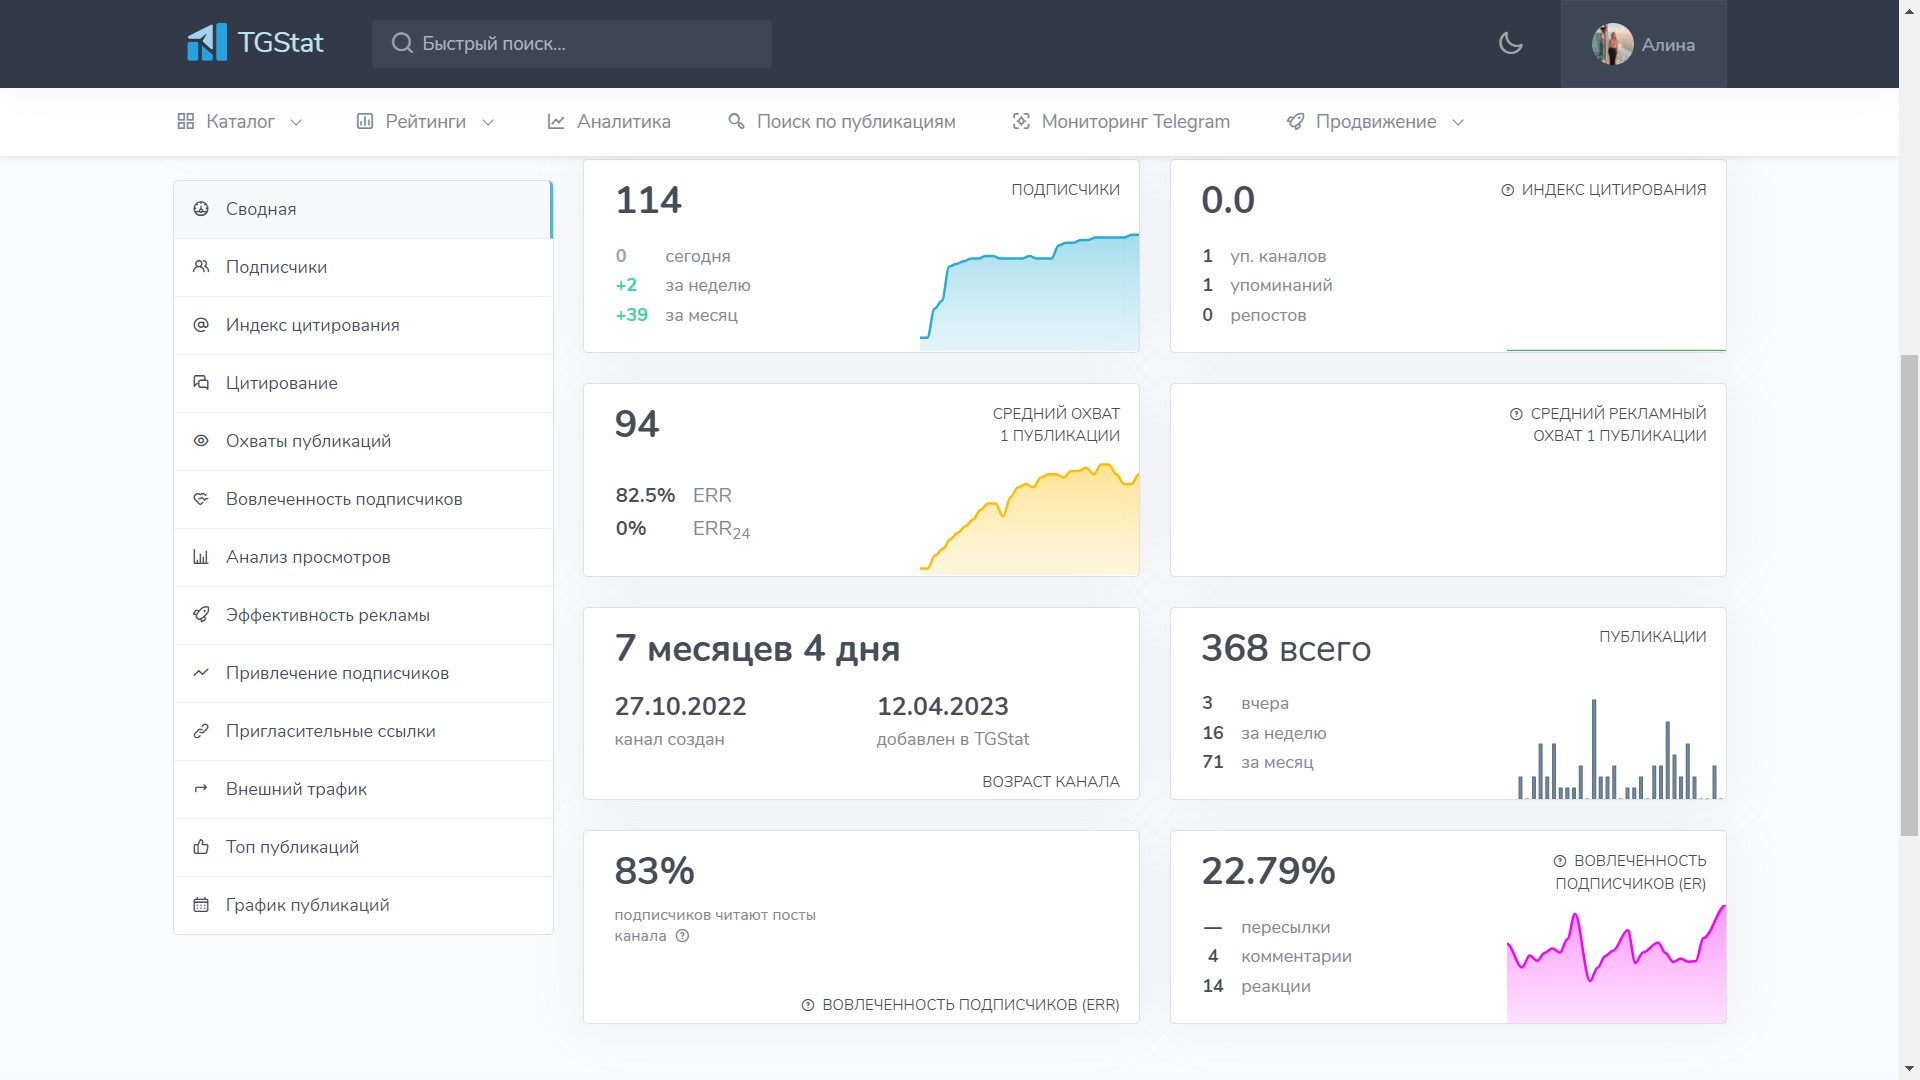 TGStat
Быстрый поиск...
Алина
Каталог
Рейтинги
Аналитика
Поиск по публикациям
Мониторинг Telegram
Продвижение
Сводная
Подписчики
Индекс цитирования
Цитирование
Охваты публикаций
Вовлеченность подписчиков
Анализ просмотров
Эффективность рекламы
Привлечение подписчиков
Пригласительные ссылки
Внешний трафик
Топ публикаций
График публикаций
114
ПОДПИСЧИКИ
0 сегодня
+2 за неделю
+39 за месяц
0.0
ИНДЕКС ЦИТИРОВАНИЯ
1 уп. каналов
1 упоминаний
0 репостов
94
СРЕДНИЙ ОХВАТ
1 ПУБЛИКАЦИИ
82.5% ERR
0% ERR24
СРЕДНИЙ РЕКЛАМНЫЙ
ОХВАТ 1 ПУБЛИКАЦИИ
7 месяцев 4 дня
27.10.2022
канал создан
12.04.2023
добавлен в TGStat
ВОЗРАСТ КАНАЛА
368 всего
ПУБЛИКАЦИИ
3 вчера
16 за неделю
71 за месяц
83%
подписчиков читают посты
канала
ВОВЛЕЧЕННОСТЬ ПОДПИСЧИКОВ (ERR)
22.79%
ВОВЛЕЧЕННОСТЬ
ПОДПИСЧИКОВ (ER)
— пересылки
4 комментарии
14 реакции